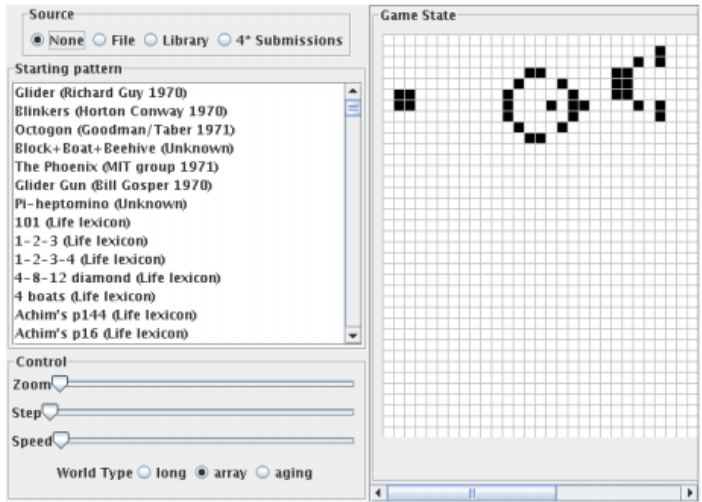 Source
None File Library 4* Submissions
Starting pattern
Glider (Richard Guy 1970)
Blinkers (Horton Conway 1970)
Octogon (Goodman/Taber 1971)
Block+Boat+Beehive (Unknown)
The Phoenix (MIT group 1971)
Glider Gun (Bill Gosper 1970)
Pi-heptomino (Unknown)
101 (Life lexicon)
1-2-3 (Life lexicon)
1-2-3-4 (Life lexicon)
4-8-12 diamond (Life lexicon)
4 boats (Life lexicon)
Achim's p144 (Life lexicon)
Achim's p16 (Life lexicon)
Control
Zoom
Step
Speed
World Type long array aging
Game State